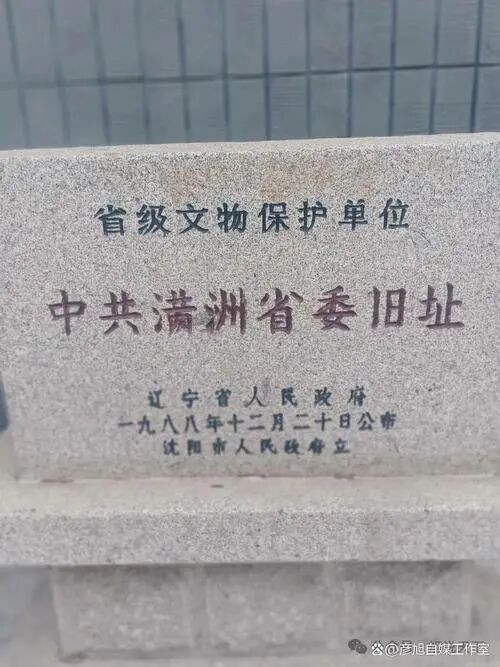 省级文物保护单位
中共满洲省委旧址
辽宁省人民政府
一九八八年十二月二十日公布
沈阳市人民政府立
@彦旭自媒工作室